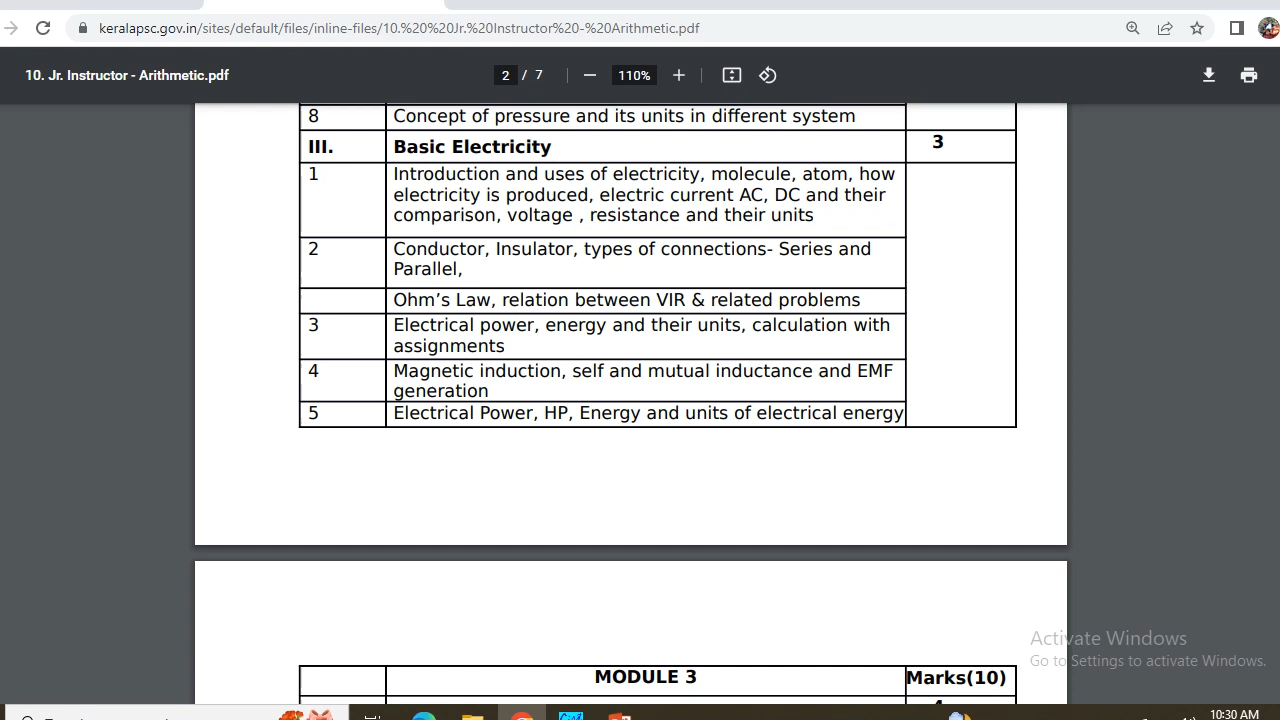 keralapsc.gov.in/sites/default/files/inline-files/10.%20%20Jr.%20Instructor%20-%20Arithmetic.pdf
10. Jr. Instructor - Arithmetic.pdf
2 / 7
110%
8 Concept of pressure and its units in different system
III. Basic Electricity 3
1 Introduction and uses of electricity, molecule, atom, how
electricity is produced, electric current AC, DC and their
comparison, voltage , resistance and their units
2 Conductor, Insulator, types of connections- Series and
Parallel,
Ohm’s Law, relation between VIR & related problems
3 Electrical power, energy and their units, calculation with
assignments
4 Magnetic induction, self and mutual inductance and EMF
generation
5 Electrical Power, HP, Energy and units of electrical energy
Activate Windows
Go to Settings to activate Windows.
MODULE 3 Marks(10)
10:30 AM